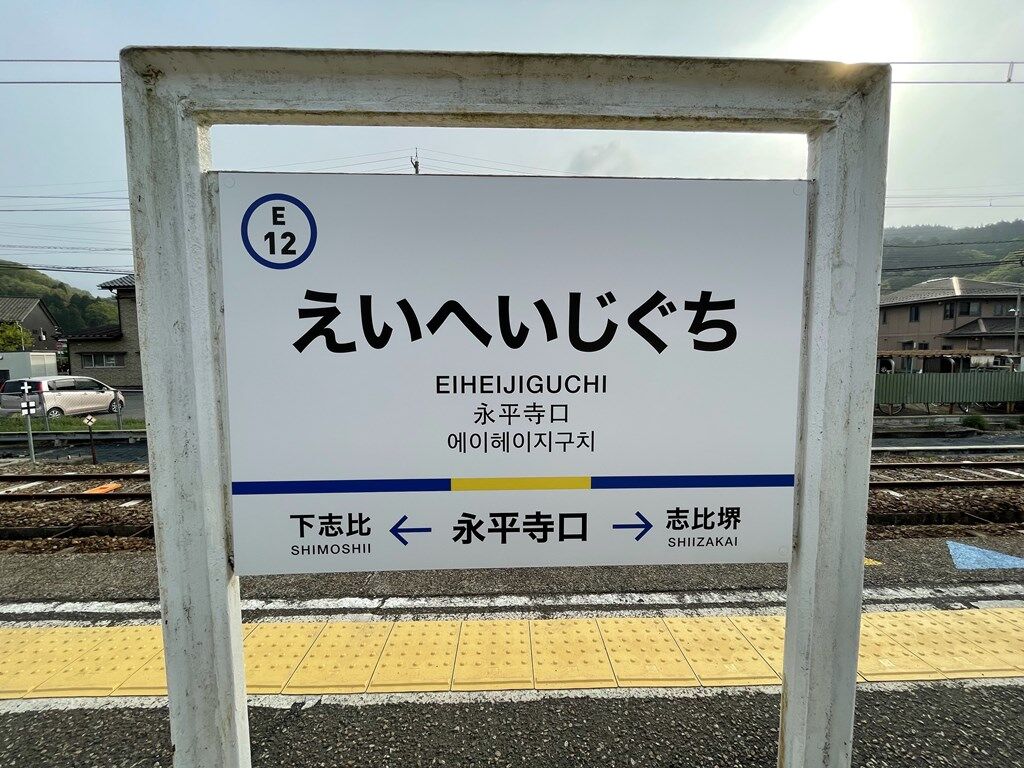 E
12
えいへいじぐち
EIHEIJIGUCHI
永平寺口
에이헤이지구치
下志比 ← 永平寺口 → 志比堺
SHIMOSHII SHIIZAKAI